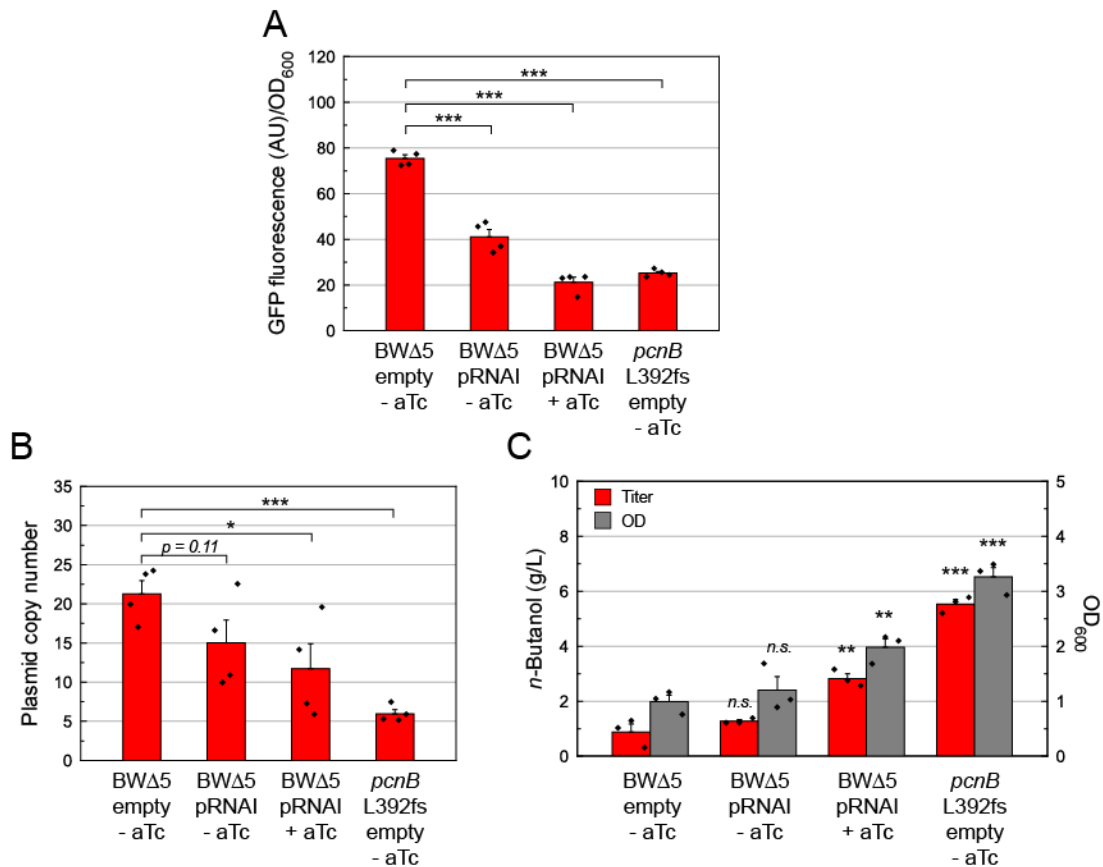 A
GFP fluorescence (AU)/OD600
120
100
80
60
40
20
0
***
***
***
BWΔ5
empty
- aTc
BWΔ5
pRNAI
- aTc
BWΔ5
pRNAI
+ aTc
pcnB
L392fs
empty
- aTc
B
Plasmid copy number
35
30
25
20
15
10
5
0
***
*
p = 0.11
BWΔ5
empty
- aTc
BWΔ5
pRNAI
- aTc
BWΔ5
pRNAI
+ aTc
pcnB
L392fs
empty
- aTc
C
n-Butanol (g/L)
10
8
6
4
2
0
Titer
OD
n.s.
n.s.
**
**
***
***
5
4
3
2
1
0
OD600
BWΔ5
empty
- aTc
BWΔ5
pRNAI
- aTc
BWΔ5
pRNAI
+ aTc
pcnB
L392fs
empty
- aTc